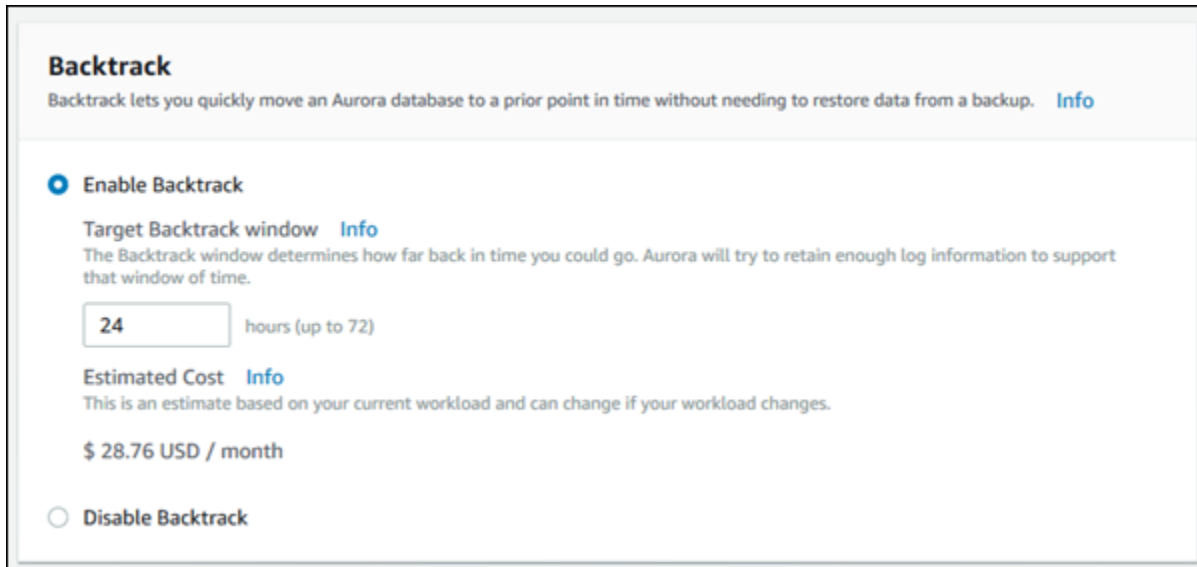 Backtrack
Backtrack lets you quickly move an Aurora database to a prior point in time without needing to restore data from a backup. Info
Enable Backtrack
Target Backtrack window Info
The Backtrack window determines how far back in time you could go. Aurora will try to retain enough log information to support
that window of time.
24 hours (up to 72)
Estimated Cost Info
This is an estimate based on your current workload and can change if your workload changes.
$ 28.76 USD / month
Disable Backtrack